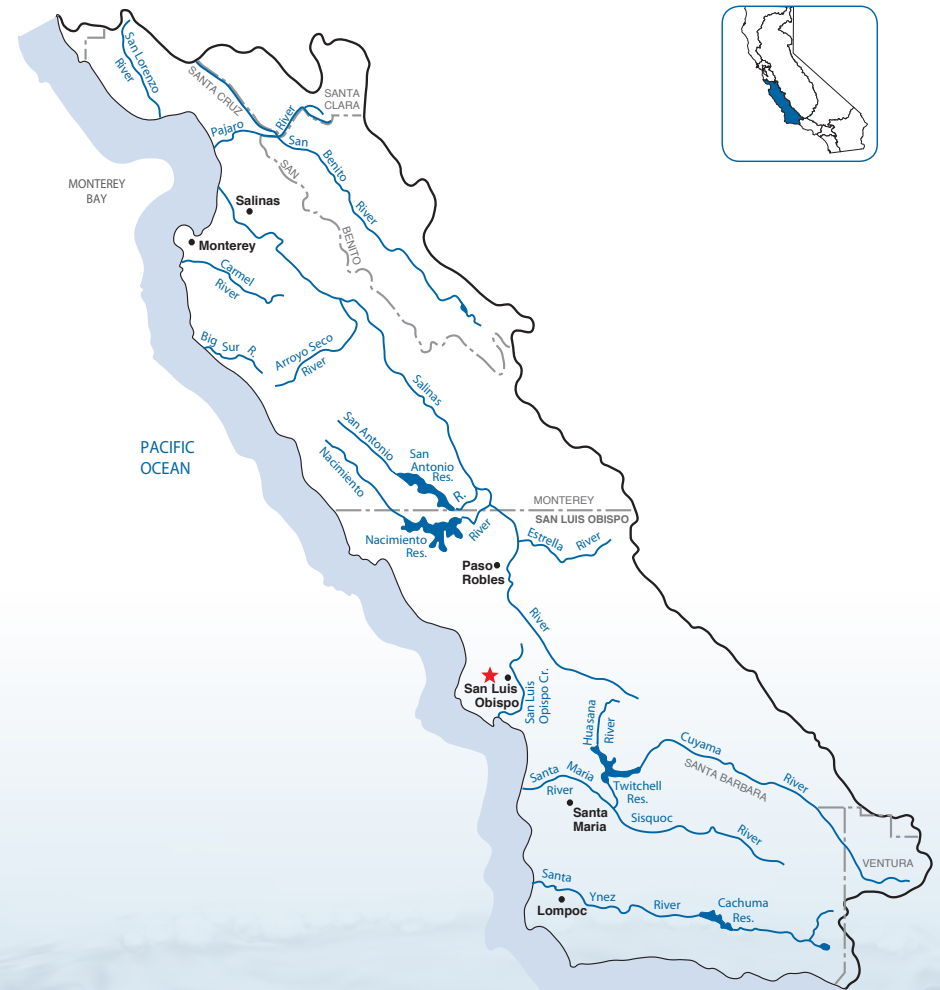 San Lorenzo
River
SANTA CRUZ
SANTA
CLARA
River
Pajaro
San
Benito
River
SAN
BENITO
MONTEREY
BAY
Salinas
Monterey
Carmel
River
Big Sur R.
Arroyo Seco
River
Salinas
PACIFIC
OCEAN
San Antonio
San
Antonio
Res.
R.
Nacimiento
Nacimiento
Res.
River
MONTEREY
SAN LUIS OBISPO
Estrella River
Paso
Robles
River
San Luis
Obispo
San Luis
Opispo Cr.
Huasana
River
Cuyama
River
SANTA BARBARA
Twitchell
Res.
Santa Maria
River
Santa
Maria
Sisquoc
River
VENTURA
Santa
Ynez
River
Cachuma
Res.
Lompoc